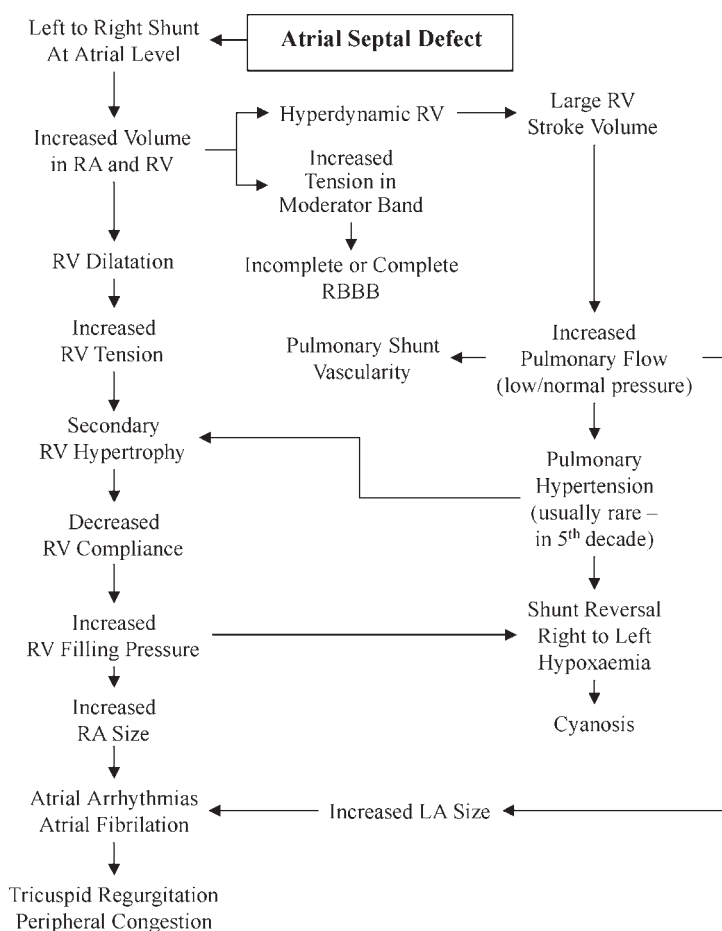 Left to Right Shunt
At Atrial Level
Atrial Septal Defect
Increased Volume
in RA and RV
Hyperdynamic RV
Large RV
Stroke Volume
Increased
Tension in
Moderator Band
Incomplete or Complete
RBBB
RV Dilatation
Increased
RV Tension
Pulmonary Shunt
Vascularity
Increased
Pulmonary Flow
(low/normal pressure)
Secondary
RV Hypertrophy
Pulmonary
Hypertension
(usually rare –
in 5th decade)
Decreased
RV Compliance
Increased
RV Filling Pressure
Shunt Reversal
Right to Left
Hypoxaemia
Increased
RA Size
Cyanosis
Atrial Arrhythmias
Atrial Fibrilation
Increased LA Size
Tricuspid Regurgitation
Peripheral Congestion